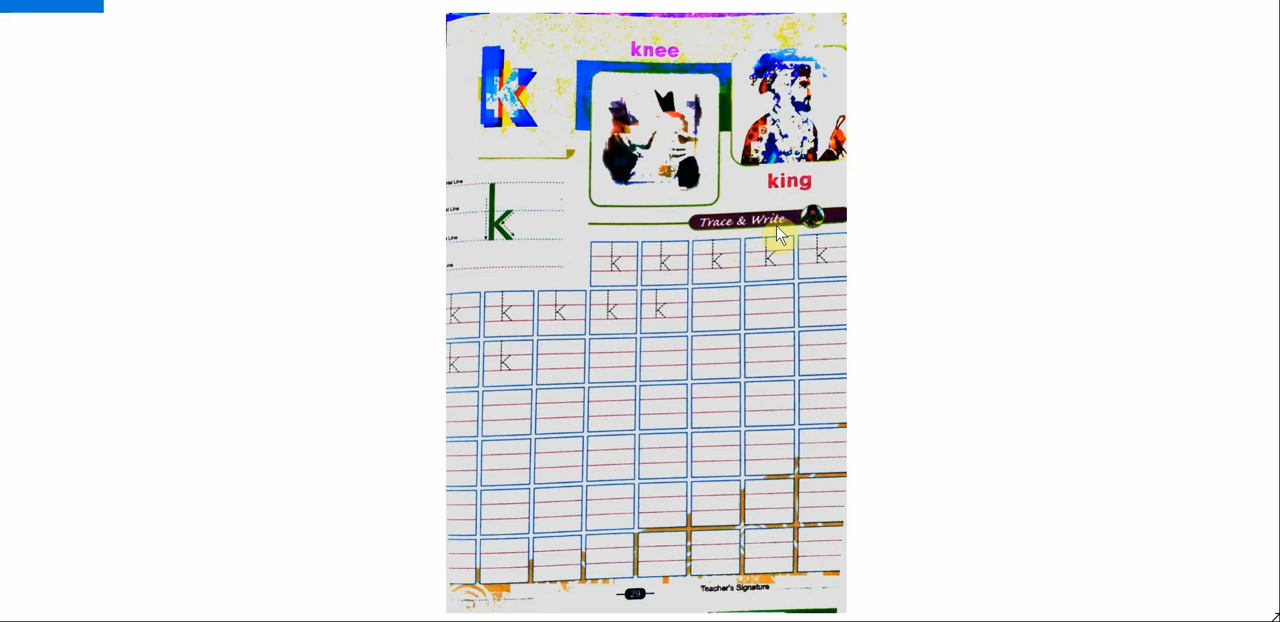 knee
k
king
k
Trace & Write
k k k k k
k k k k k
k k
29
Teacher's Signature